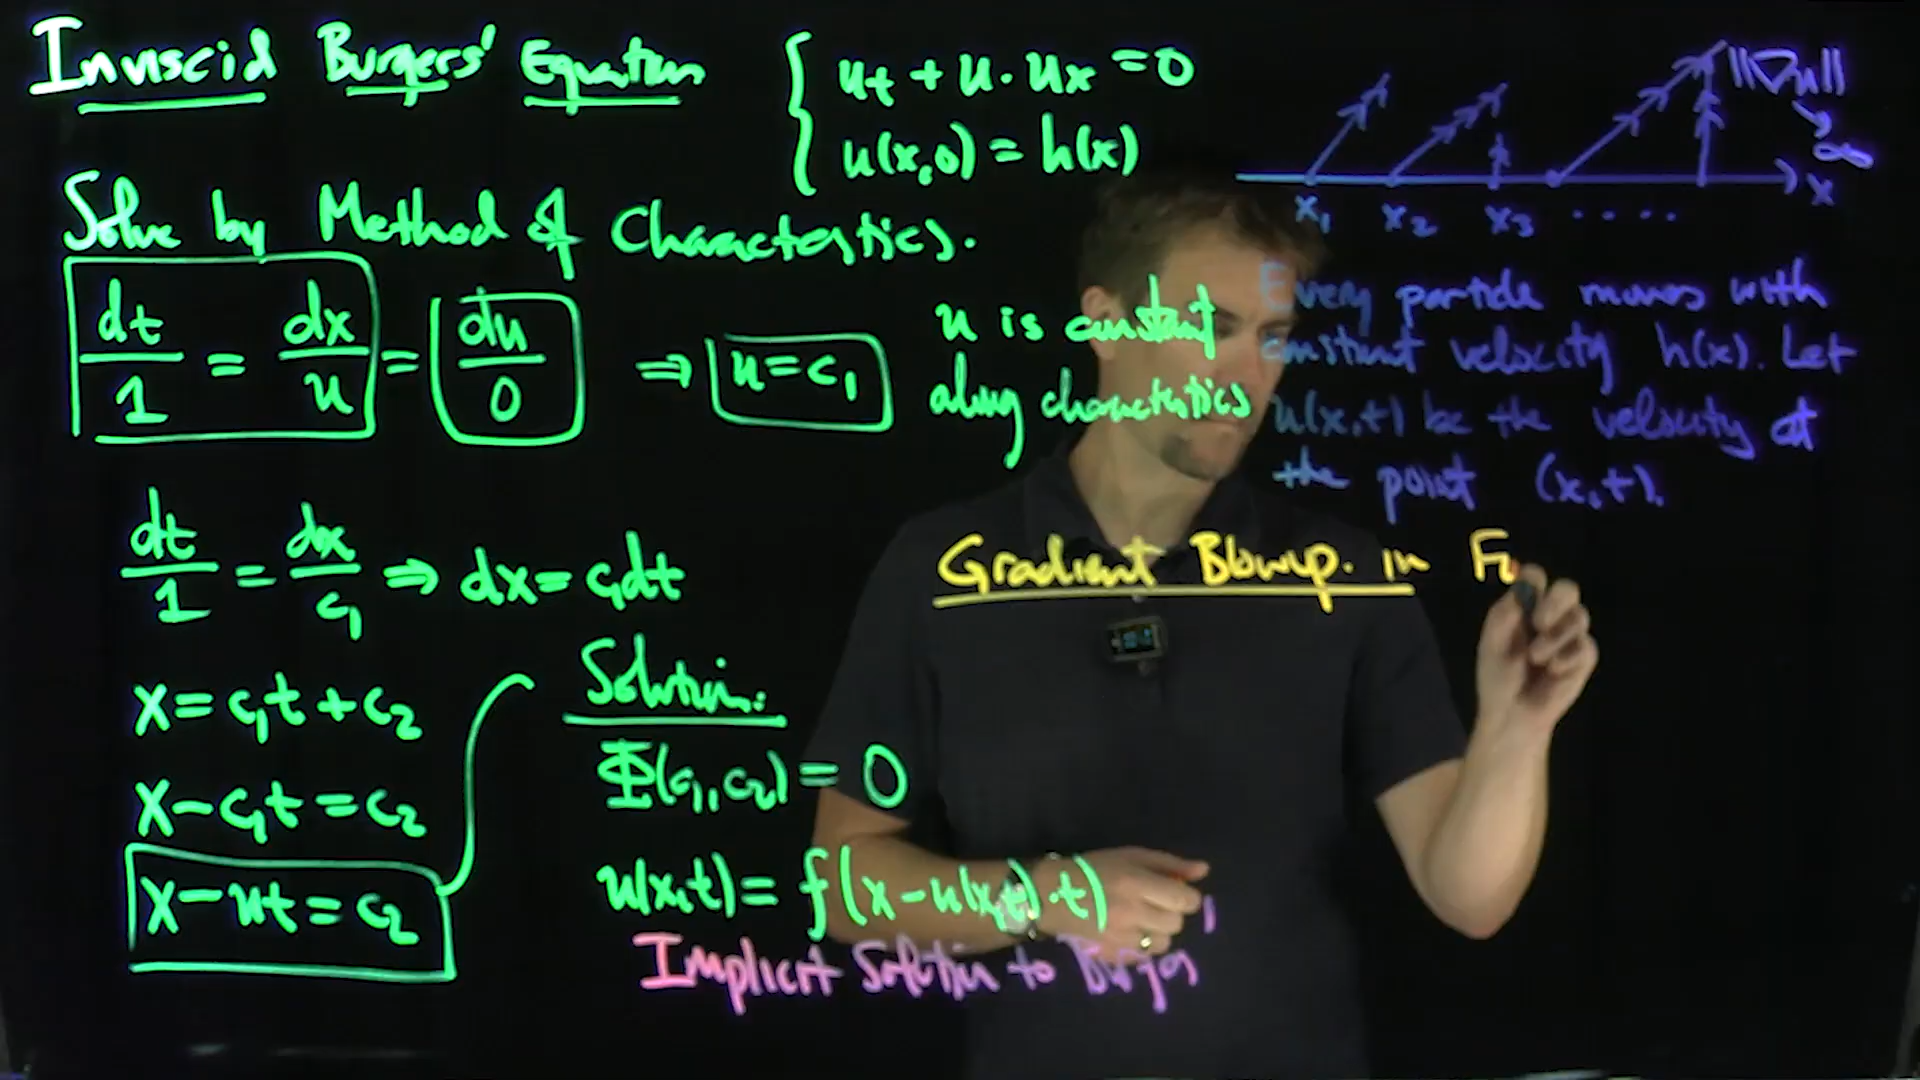 Inviscid Burgers' Equation
{ ut + u · ux = 0
u(x,0) = h(x)
Solve by Method of Charactorstics.
dt/1 = dx/u = du/0 ⇒ u = c₁
u is constant
along characteristics
dt/1 = dx/c₁ ⇒ dx = c₁dt
x = c₁t + c₂
x - c₁t = c₂
x - ut = c₂
Solution:
Φ(c₁, c₂) = 0
u(x,t) = f(x - u(x,t)·t)
Implicit Solution to Burgers'
||∇u||
→ ∞
x₁ x₂ x₃ ..... x
Every particle moves with
constant velocity h(x). Let
u(x,t) be the velocity at
the point (x,t).
Gradient Blowup. in